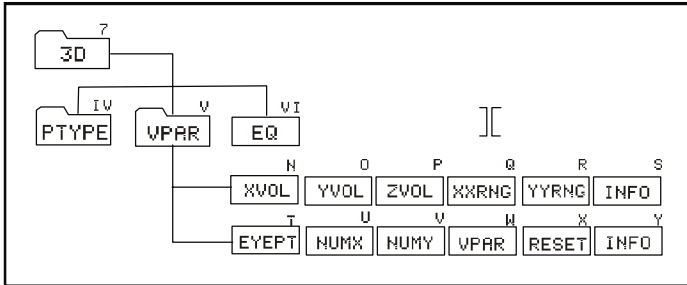 7
3D
IV V VI
PTYPE VPAR EQ
][
N O P Q R S
XVOL YVOL ZVOL XXRNG YYRNG INFO
T U V W X Y
EYEPT NUMX NUMY VPAR RESET INFO